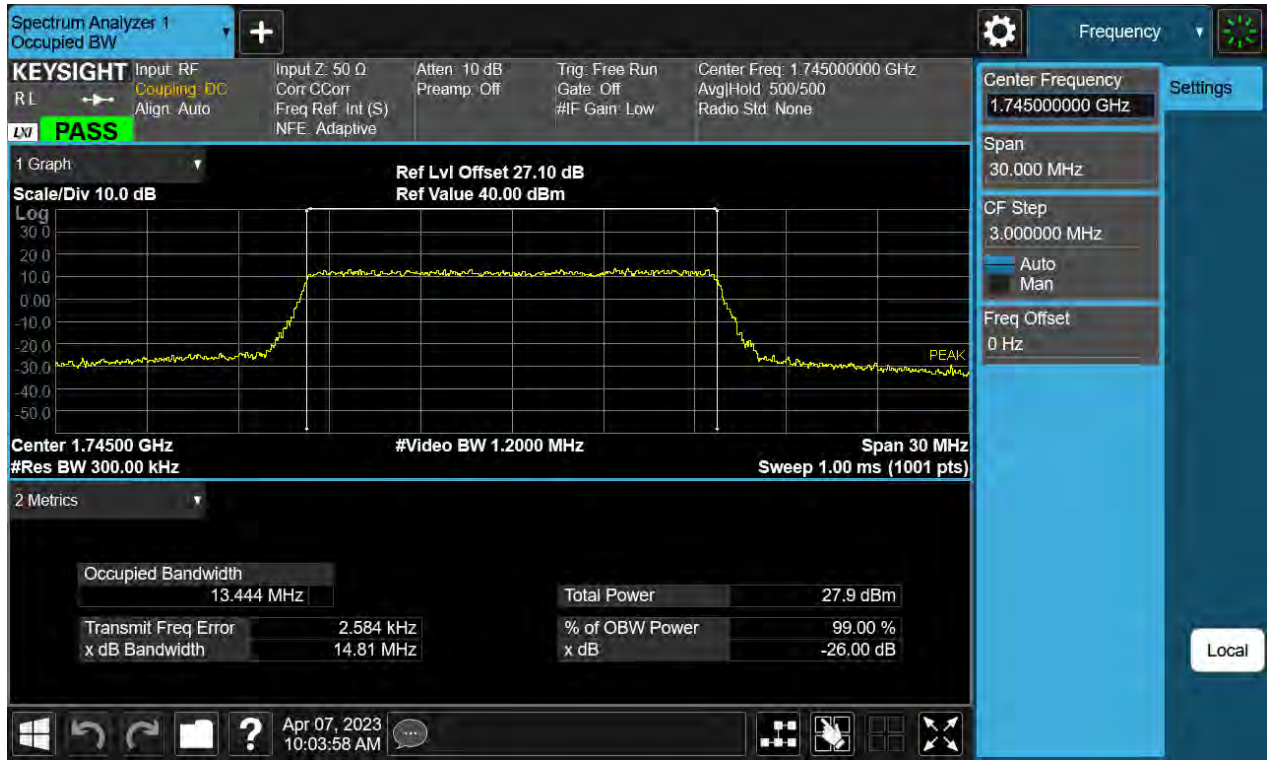 Spectrum Analyzer 1
Occupied BW
Frequency
KEYSIGHT
RL
LXI
PASS
Input: RF
Coupling: DC
Align: Auto
Input Z: 50 Ω
Corr CCorr
Freq Ref: Int (S)
NFE: Adaptive
Atten: 10 dB
Preamp: Off
Trig: Free Run
Gate: Off
#IF Gain: Low
Center Freq: 1.745000000 GHz
Avg|Hold: 500/500
Radio Std: None
Center Frequency
1.745000000 GHz
Settings
Span
30.000 MHz
CF Step
3.000000 MHz
Auto
Man
Freq Offset
0 Hz
1 Graph
Scale/Div 10.0 dB
Ref Lvl Offset 27.10 dB
Ref Value 40.00 dBm
Log
30.0
20.0
10.0
0.00
-10.0
-20.0
-30.0
-40.0
-50.0
PEAK
Center 1.74500 GHz
#Video BW 1.2000 MHz
Span 30 MHz
#Res BW 300.00 kHz
Sweep 1.00 ms (1001 pts)
2 Metrics
Occupied Bandwidth
13.444 MHz
Total Power 27.9 dBm
Transmit Freq Error 2.584 kHz
% of OBW Power 99.00 %
x dB Bandwidth 14.81 MHz
x dB -26.00 dB
Local
?
Apr 07, 2023
10:03:58 AM